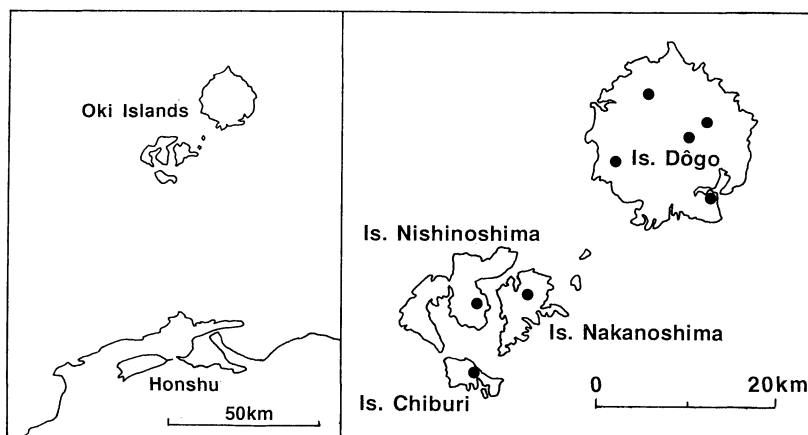 Oki Islands
Honshu
50km
Is. Dôgo
Is. Nishinoshima
Is. Nakanoshima
Is. Chiburi
0 20km